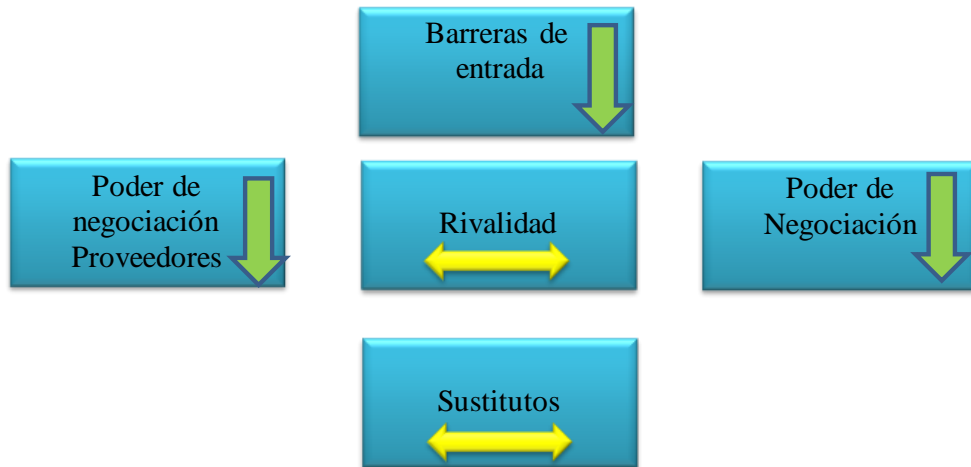 Barreras de
entrada
Poder de
negociación
Proveedores
Rivalidad
Poder de
Negociación
Sustitutos